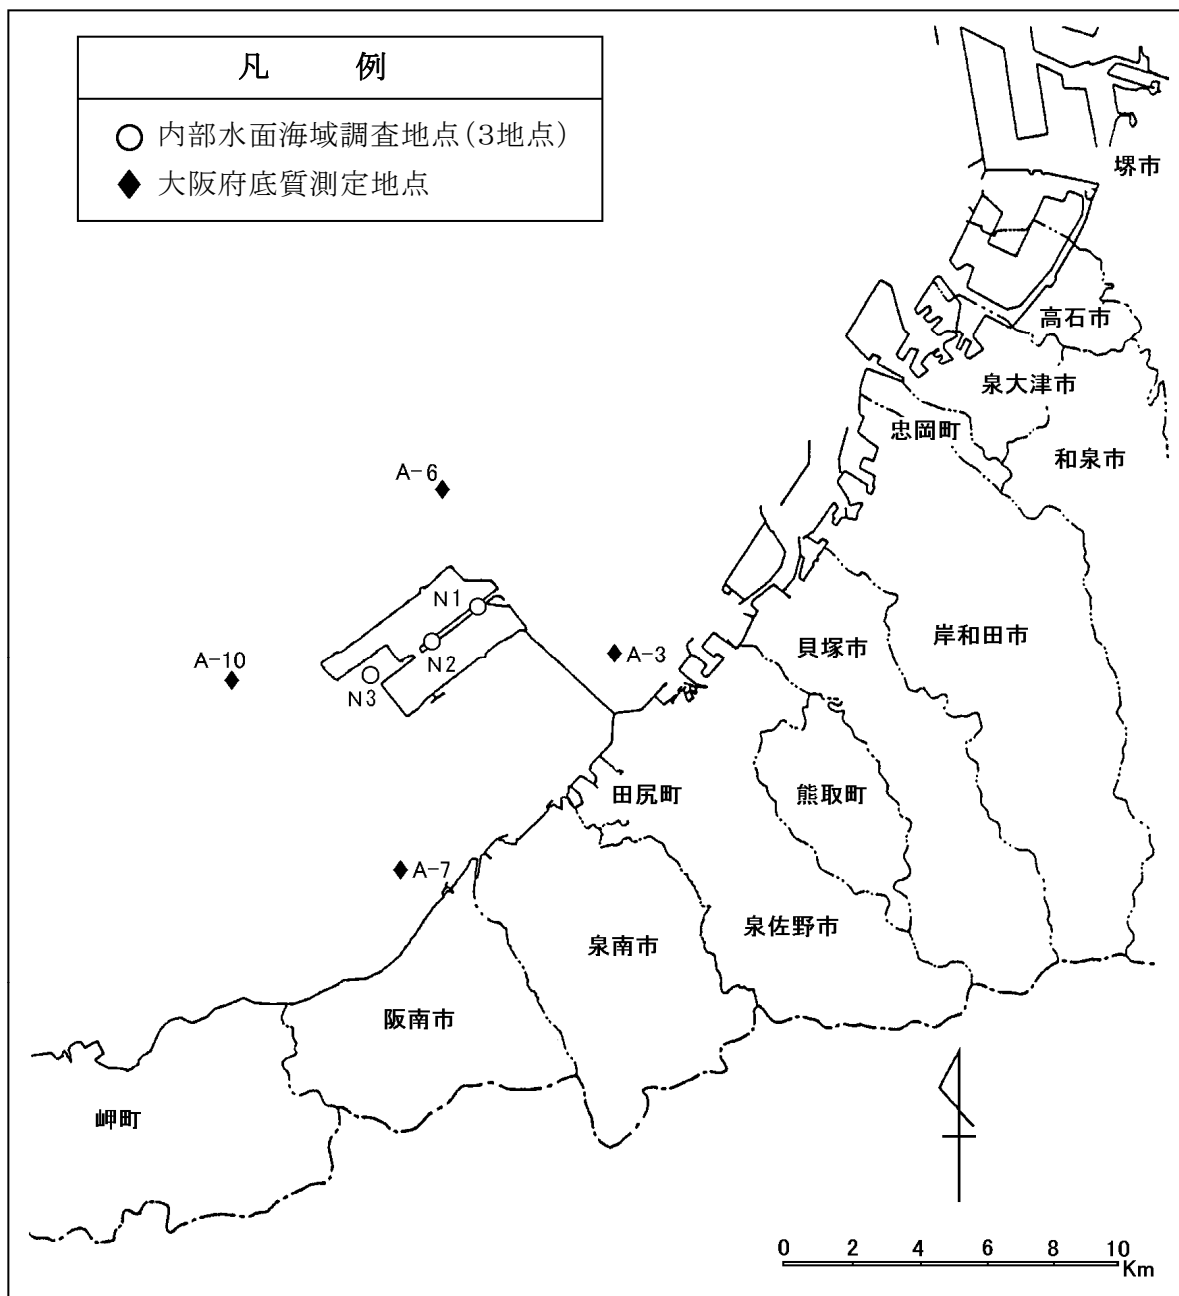 凡 例
内部水面海域調査地点(3地点)
大阪府底質測定地点
堺市
高石市
泉大津市
忠岡町
和泉市
A-6
N1
岸和田市
貝塚市
A-3
N2
A-10
N3
田尻町
熊取町
A-7
泉佐野市
泉南市
阪南市
岬町
0 2 4 6 8 10
Km